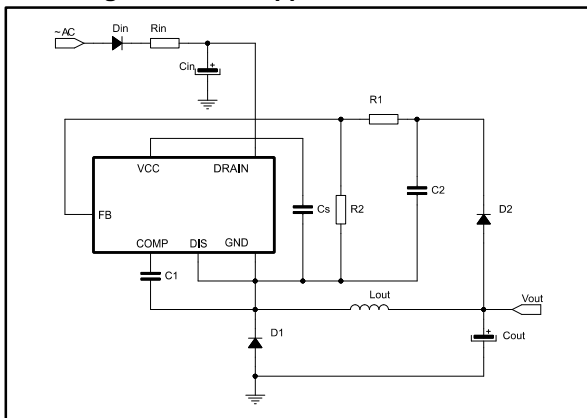 ~AC
Din
Rin
Cin
+
R1
VCC
DRAIN
FB
Cs
R2
C2
D2
COMP
DIS
GND
C1
Lout
Vout
D1
+
Cout